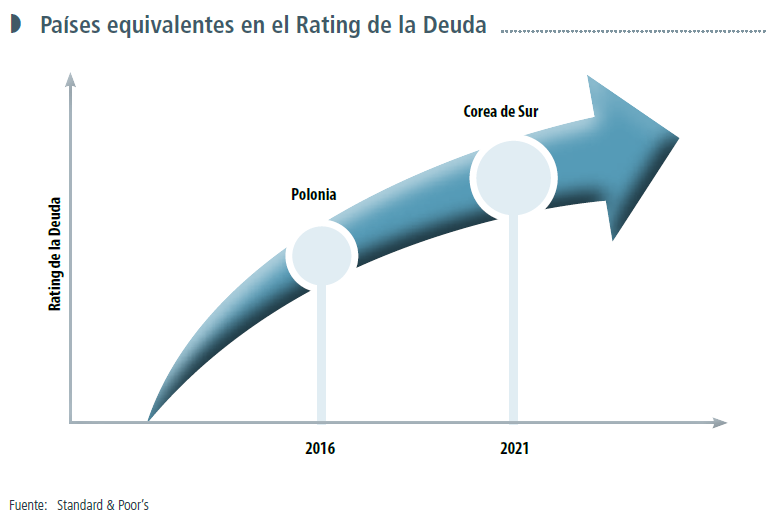 Países equivalentes en el Rating de la Deuda
Corea de Sur
Polonia
Rating de la Deuda
2016
2021
Fuente: Standard & Poor's